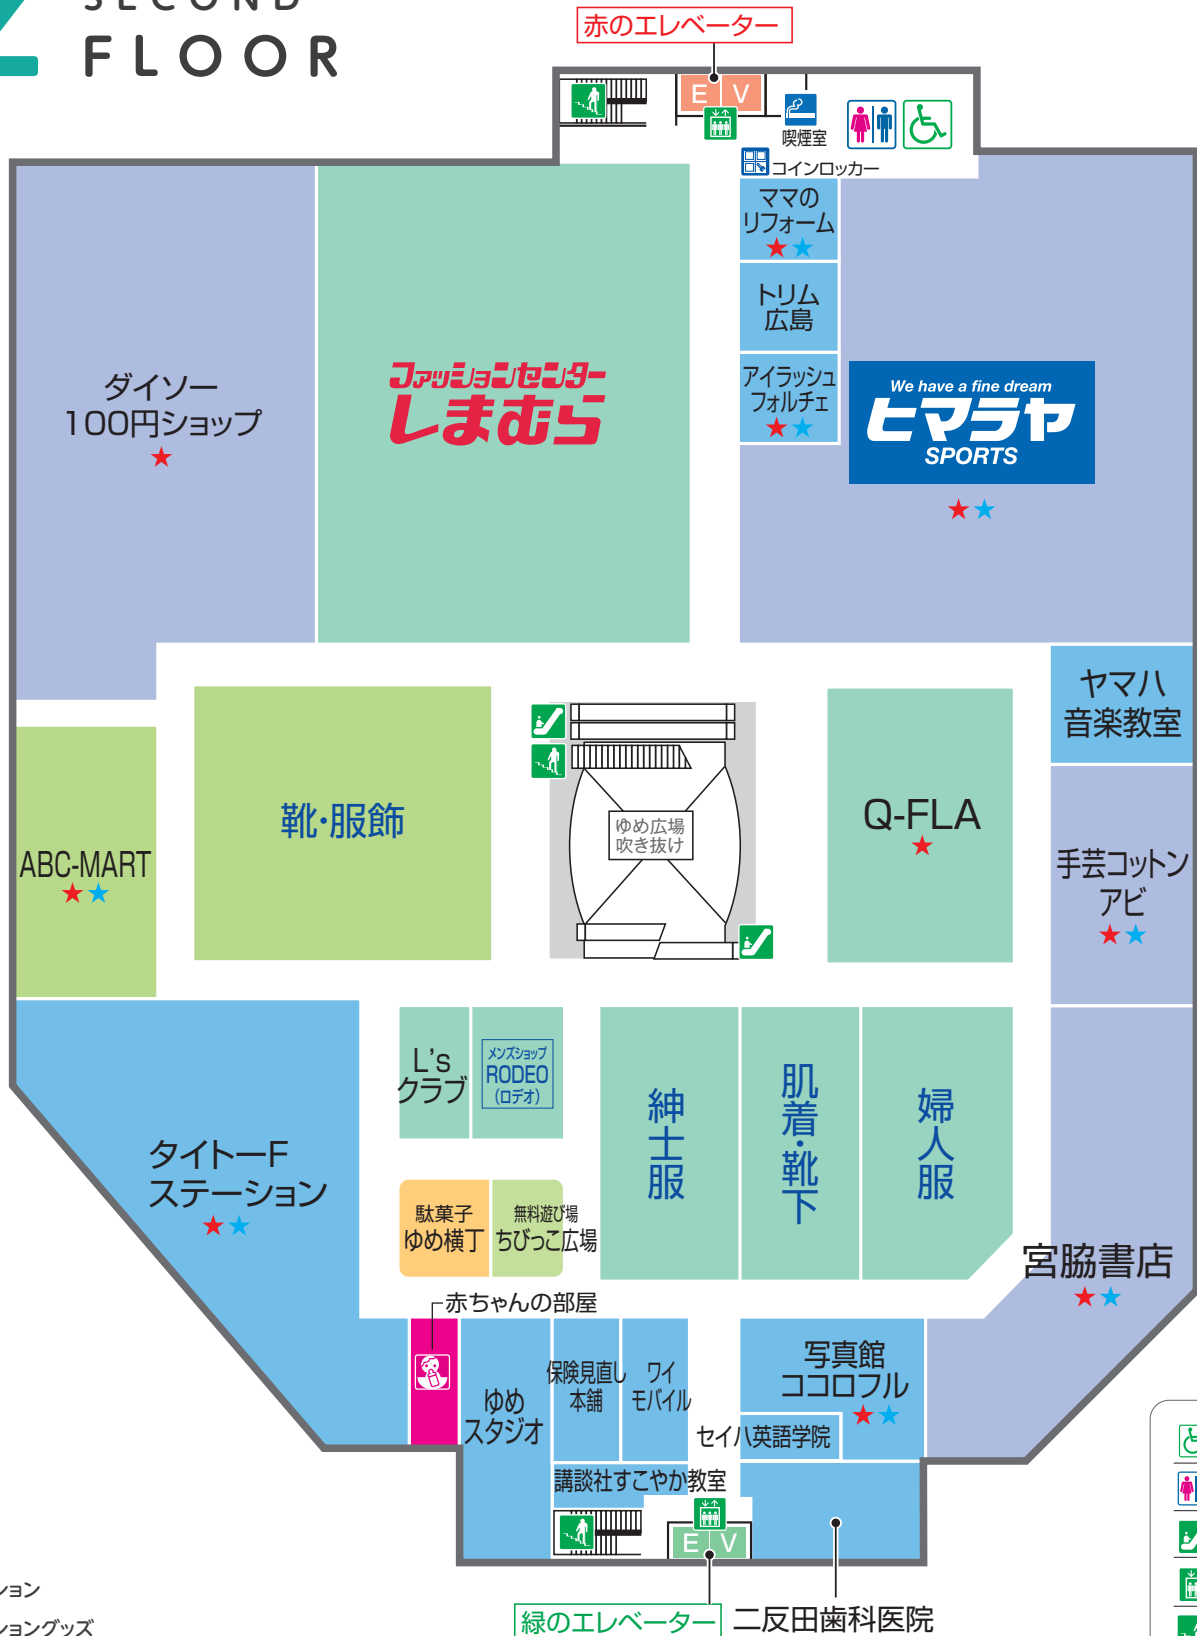 SECOND
FLOOR
赤のエレベーター
E V
喫煙室
コインロッカー
ママの
リフォーム
★★
トリム
広島
アイラッシュ
フォルチェ
★★
ダイソー
100円ショップ
★
ファッションセンター
しまむら
We have a fine dream
ヒマラヤ
SPORTS
★★
ヤマハ
音楽教室
靴・服飾
ゆめ広場
吹き抜け
Q-FLA
★
ABC-MART
★★
手芸コットン
アビ
★★
L's
クラブ
メンズショップ
RODEO
(ロデオ)
紳士服
肌着・靴下
婦人服
タイトーF
ステーション
★★
駄菓子
ゆめ横丁
無料遊び場
ちびっこ広場
宮脇書店
★★
赤ちゃんの部屋
ゆめ
スタジオ
保険見直し
本舗
ワイ
モバイル
写真館
ココロフル
★★
セイハ英語学院
講談社すこやか教室
E V
緑のエレベーター
二反田歯科医院
ション
ショングッズ